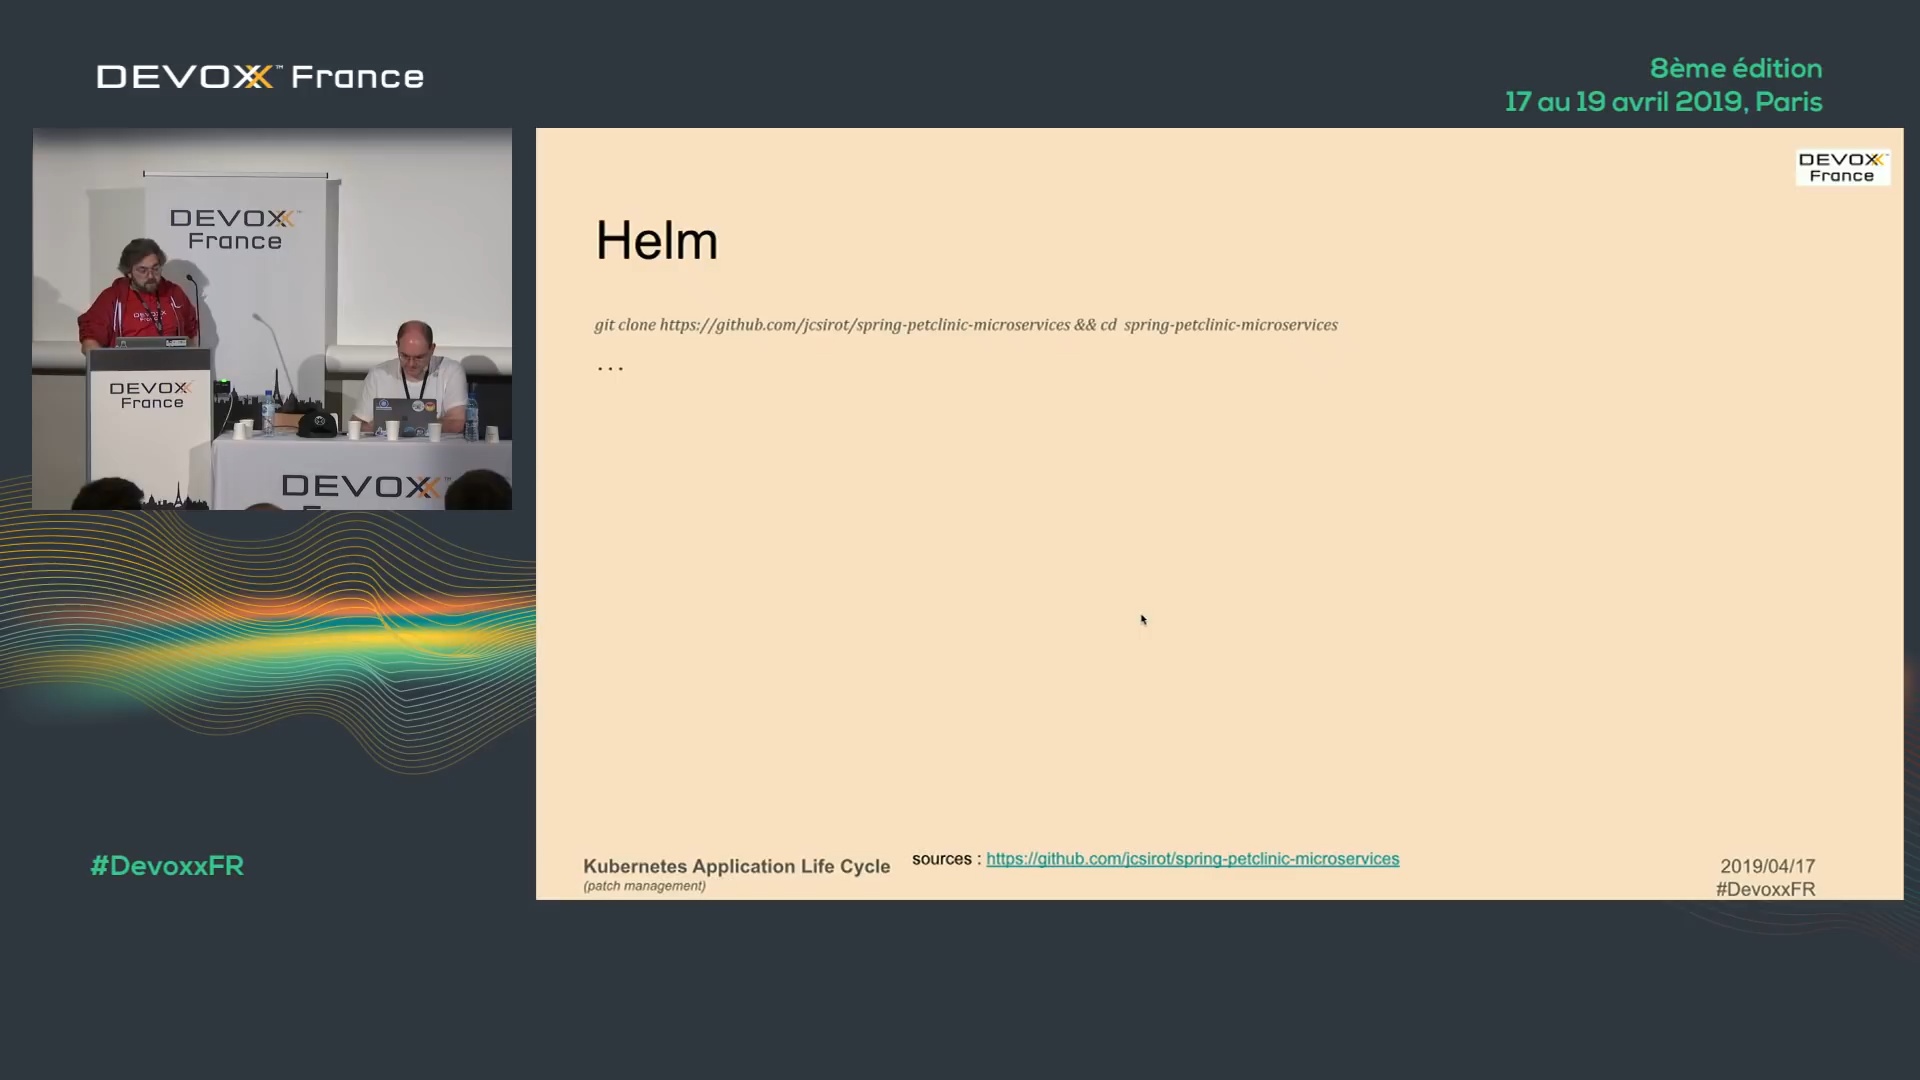 DEVOXX™ France
8ème édition
17 au 19 avril 2019, Paris
DEVOXX
France
DEVOXX
France
DEVOXX
DEVOXX
France
Helm
git clone https://github.com/jcsirot/spring-petclinic-microservices && cd spring-petclinic-microservices
...
Kubernetes Application Life Cycle
(patch management)
sources : https://github.com/jcsirot/spring-petclinic-microservices
2019/04/17
#DevoxxFR
#DevoxxFR